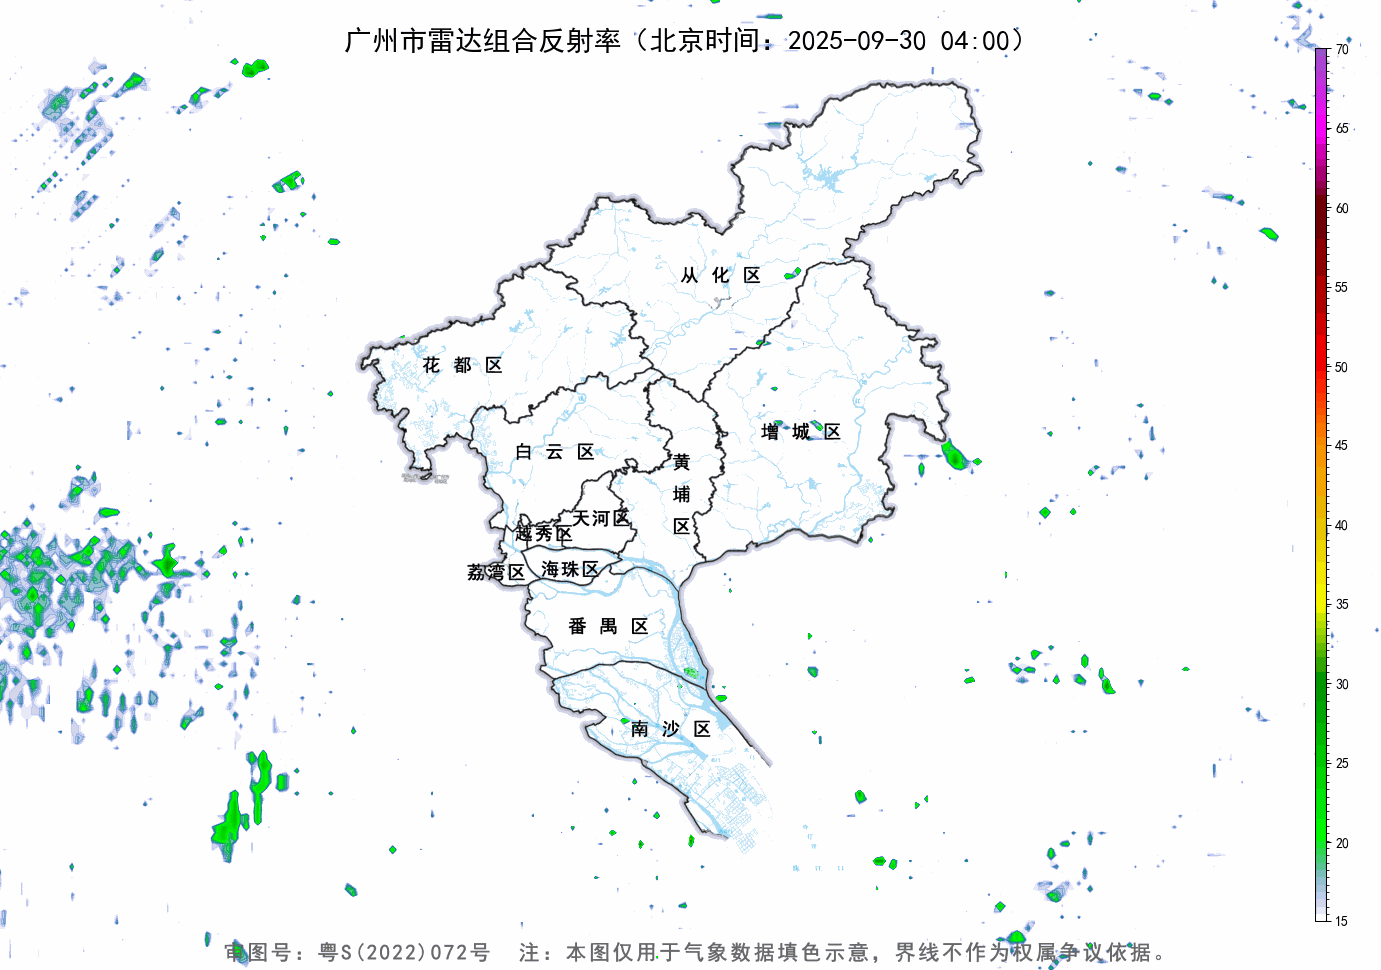 广州市雷达组合反射率（北京时间：2025-09-30 04:00）
70
65
60
55
50
45
40
35
30
25
20
15
从化区
花都区
增城区
白云区
黄埔区
天河区
越秀区
荔湾区
海珠区
番禺区
南沙区
审图号：粤S(2022)072号 注：本图仅用于气象数据填色示意，界线不作为权属争议依据。